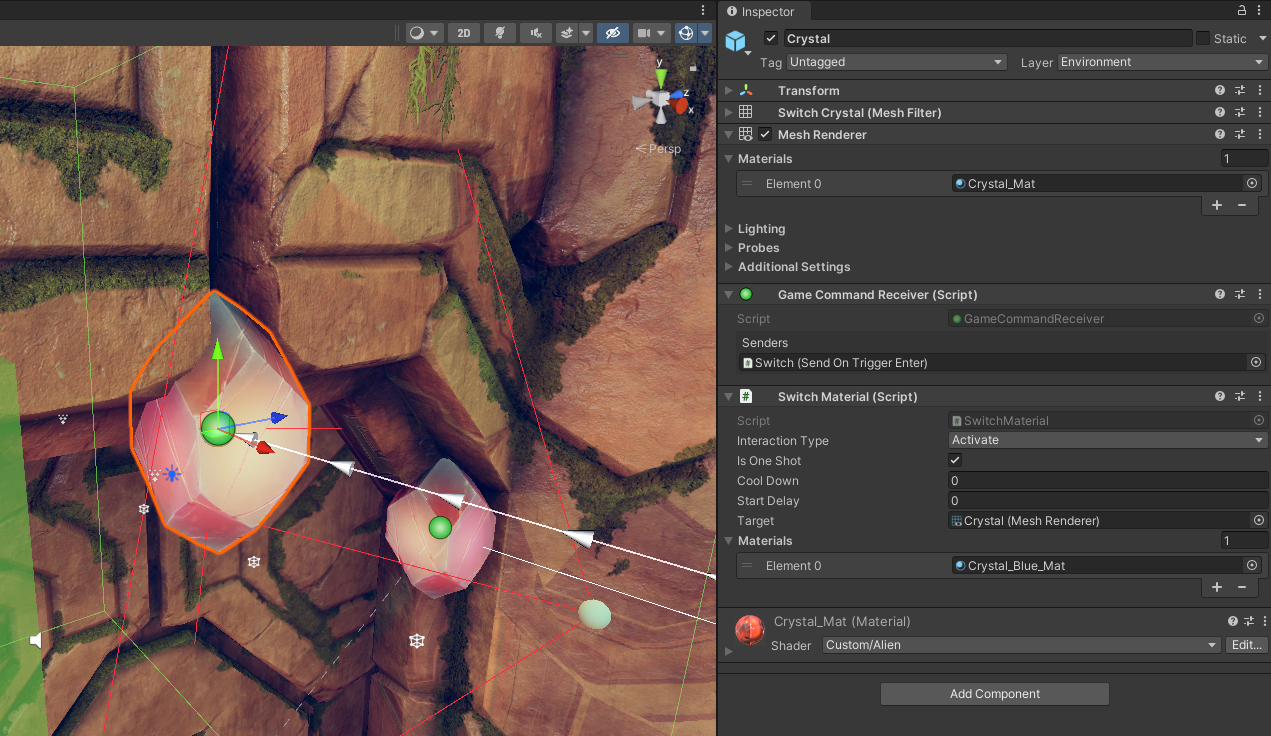 Inspector
2D
Crystal
Static
Tag Untagged Layer Environment
y
z
x
Persp
Transform
Switch Crystal (Mesh Filter)
Mesh Renderer
Materials 1
Element 0 Crystal_Mat
+ −
Lighting
Probes
Additional Settings
Game Command Receiver (Script)
Script GameCommandReceiver
Senders
Switch (Send On Trigger Enter)
# Switch Material (Script)
Script SwitchMaterial
Interaction Type Activate
Is One Shot
Cool Down 0
Start Delay 0
Target Crystal (Mesh Renderer)
Materials 1
Element 0 Crystal_Blue_Mat
+ −
Crystal_Mat (Material)
Shader Custom/Alien Edit...
Add Component